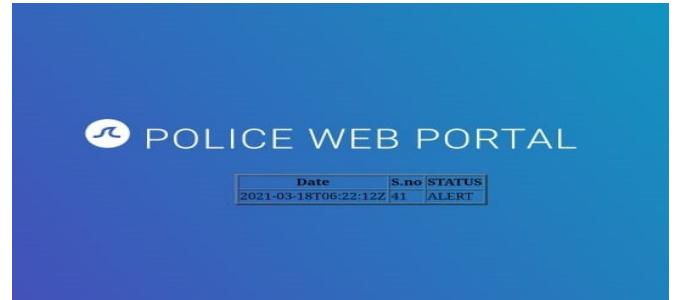 POLICE WEB PORTAL
Date S.no STATUS
2021-03-18T06:22:12Z 41 ALERT